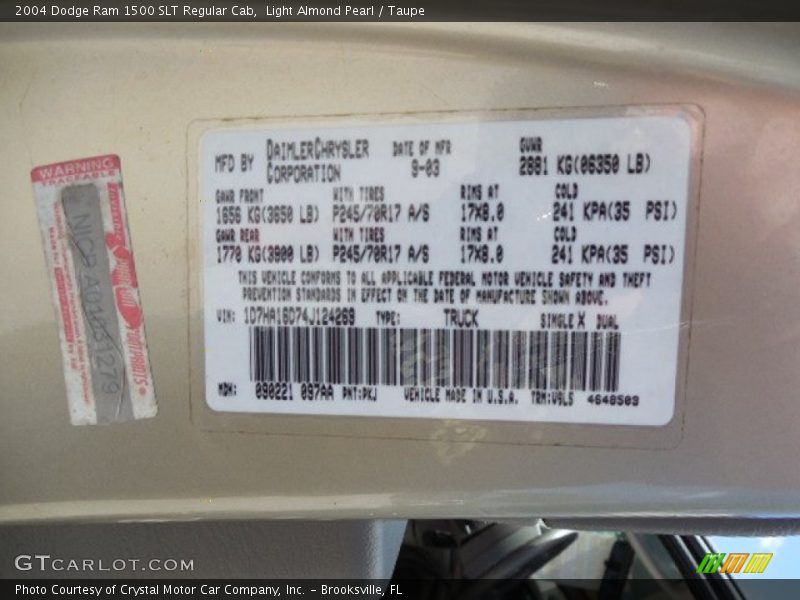 2004 Dodge Ram 1500 SLT Regular Cab,  Light Almond Pearl / Taupe
MFD BY DAIMLERCHRYSLER CORPORATION DATE OF MFR 9-03 GVWR 2881 KG(06350 LB)
GAWR FRONT WITH TIRES RIMS AT COLD
1656 KG(3650 LB) P245/70R17 A/S 17X8.0 241 KPA(35 PSI)
GAWR REAR WITH TIRES RIMS AT COLD
1770 KG(3900 LB) P245/70R17 A/S 17X8.0 241 KPA(35 PSI)
THIS VEHICLE CONFORMS TO ALL APPLICABLE FEDERAL MOTOR VEHICLE SAFETY AND THEFT
PREVENTION STANDARDS IN EFFECT ON THE DATE OF MANUFACTURE SHOWN ABOVE.
VIN: 1D7HA16D74J124269 TYPE: TRUCK SINGLE X DUAL
MDH: 090221 097AA PNT:PKJ VEHICLE MADE IN U.S.A. TRM:V9L5 4648509
WARNING
TRACEABLE
GTCARLOT.COM
Photo Courtesy of Crystal Motor Car Company, Inc. – Brooksville, FL